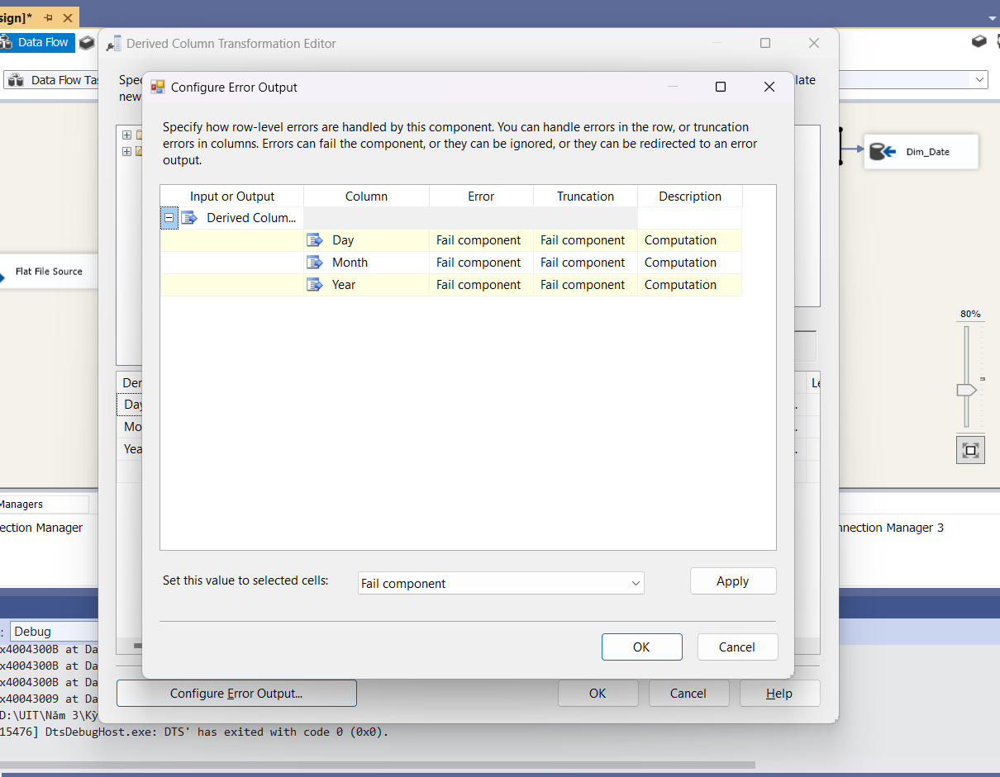 sign]*
Data Flow
Derived Column Transformation Editor
Data Flow Tas
Spec
late
new
Configure Error Output
Specify how row-level errors are handled by this component. You can handle errors in the row, or truncation
errors in columns. Errors can fail the component, or they can be ignored, or they can be redirected to an error
output.
Input or Output Column Error Truncation Description
Derived Colum...
Day Fail component Fail component Computation
Month Fail component Fail component Computation
Year Fail component Fail component Computation
Dim_Date
Flat File Source
80%
Der
Le
Day
Mo
Yea
Managers
ection Manager
nnection Manager 3
Set this value to selected cells: Fail component Apply
OK Cancel
: Debug
x4004300B at Da
x4004300B at Da
x4004300B at Da
x40043009 at Da
Configure Error Output... OK Cancel Help
D:\UIT\Năm 3\Kỳ
15476] DtsDebugHost.exe: DTS' has exited with code 0 (0x0).